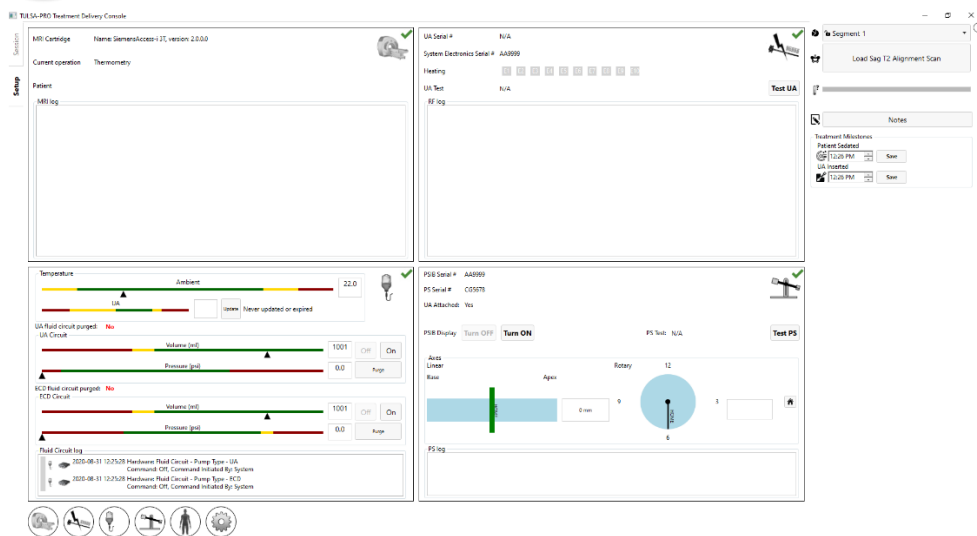 TULSA-PRO Treatment Delivery Console
Session
Setup
MRI Cartridge Name: SiemensAccess-i 3T, version: 2.0.0.0
Current operation Thermometry
Patient
MRI log
UA Serial # N/A
System Electronics Serial # AA9999
Heating
UA Test N/A Test UA
RF log
Segment 1
Load Sag T2 Alignment Scan
Notes
Treatment Milestones
Patient Sedated
12:26 PM Save
UA Inserted
12:26 PM Save
Temperature
Ambient 22.0
UA Update Never updated or expired
UA fluid circuit purged: No
UA Circuit
Volume (ml) 1001 Off On
Pressure (psi) 0.0 Purge
ECD fluid circuit purged: No
ECD Circuit
Volume (ml) 1001 Off On
Pressure (psi) 0.0 Purge
Fluid Circuit log
2020-08-31 12:25:28 Hardware Fluid Circuit - Pump Type - UA
Command: Off, Command Initiated By: System
2020-08-31 12:25:28 Hardware Fluid Circuit - Pump Type - ECD
Command: Off, Command Initiated By: System
PSIB Serial # AA9999
PS Serial # CG5678
UA Attached: Yes
PSIB Display Turn OFF Turn ON PS Test: N/A Test PS
Axes
Linear Rotary 12
Base Apex
0 mm 9 3
HOME
6
PS log